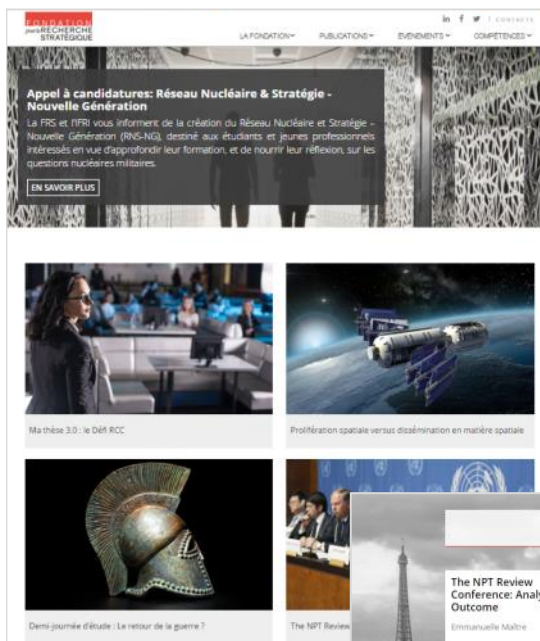 FONDATION
pour la RECHERCHE
STRATÉGIQUE
CONTACTS
LA FONDATION
PUBLICATIONS
EVENEMENTS
COMPÉTENCES
Appel à candidatures: Réseau Nucléaire & Stratégie -
Nouvelle Génération
La FRS et l'IFRI vous informent de la création du Réseau Nucléaire et Stratégie –
Nouvelle Génération (RNS-NG), destiné aux étudiants et jeunes professionnels
intéressés en vue d'approfondir leur formation, et de nourrir leur réflexion, sur les
questions nucléaires militaires.
EN SAVOIR PLUS
Ma thèse 3.0 : le Défi RCC
Prolifération spatiale versus dissémination en matière spatiale
Demi-journée d'étude : Le retour de la guerre ?
The NPT Review
The NPT Review
Conference: Analy
Outcome
Emmanuelle Maître